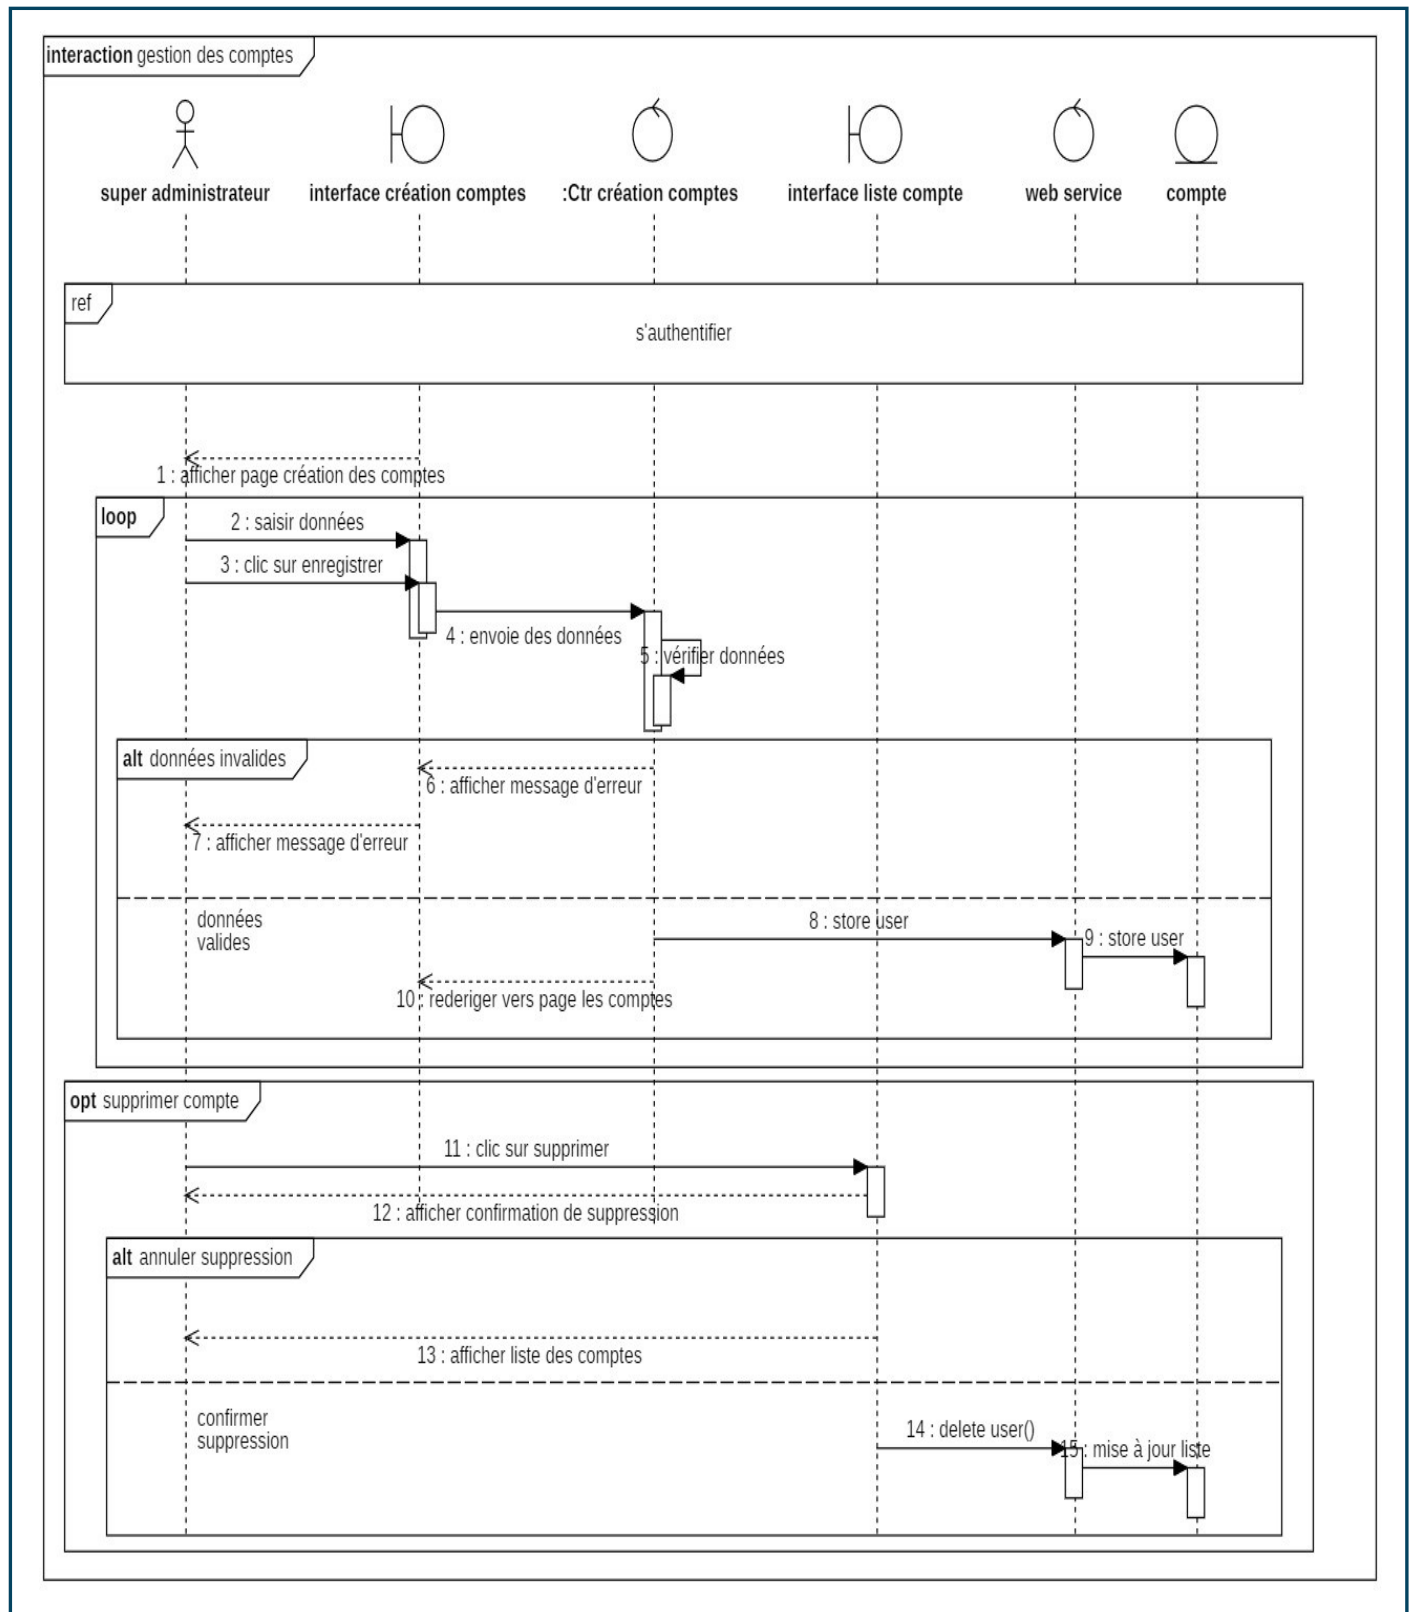 interaction gestion des comptes
super administrateur
interface création comptes
:Ctr création comptes
interface liste compte
web service
compte
ref
s'authentifier
1 : afficher page création des comptes
loop
2 : saisir données
3 : clic sur enregistrer
4 : envoie des données
5 : vérifier données
alt données invalides
6 : afficher message d'erreur
7 : afficher message d'erreur
données
valides
8 : store user
9 : store user
10 : rederiger vers page les comptes
opt supprimer compte
11 : clic sur supprimer
12 : afficher confirmation de suppression
alt annuler suppression
13 : afficher liste des comptes
confirmer
suppression
14 : delete user()
15 : mise à jour liste